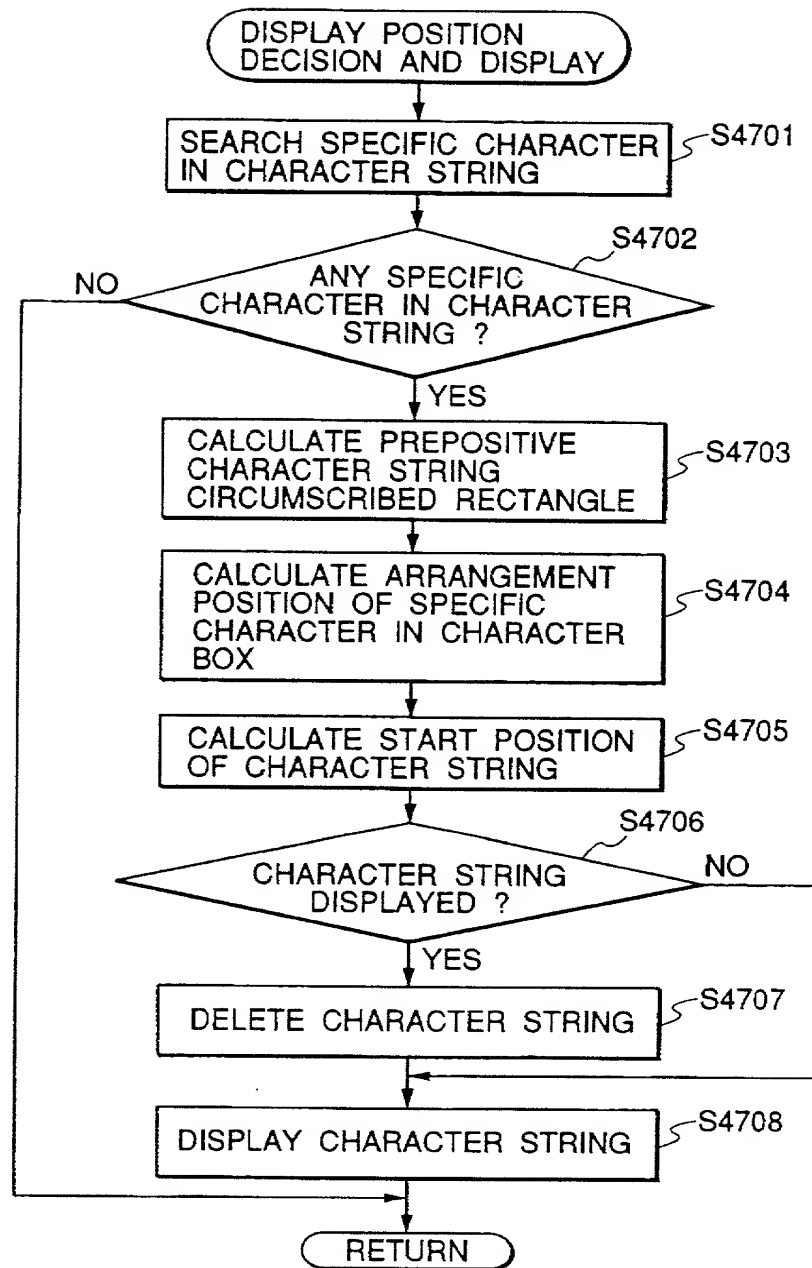 DISPLAY POSITION
DECISION AND DISPLAY
SEARCH SPECIFIC CHARACTER
IN CHARACTER STRING
S4701
S4702
NO
ANY SPECIFIC
CHARACTER IN CHARACTER
STRING ?
YES
CALCULATE PREPOSITIVE
CHARACTER STRING
CIRCUMSCRIBED RECTANGLE
S4703
CALCULATE ARRANGEMENT
POSITION OF SPECIFIC
CHARACTER IN CHARACTER
BOX
S4704
CALCULATE START POSITION
OF CHARACTER STRING
S4705
S4706
CHARACTER STRING
DISPLAYED ?
NO
YES
DELETE CHARACTER STRING
S4707
DISPLAY CHARACTER STRING
S4708
RETURN